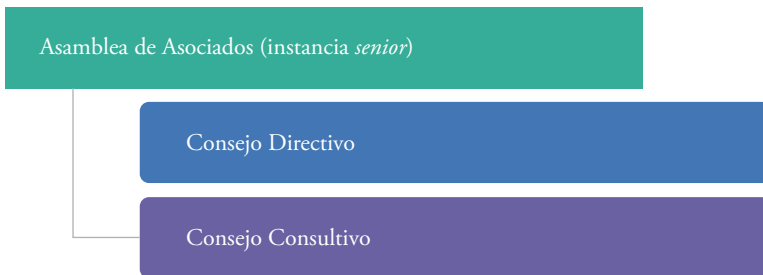 Asamblea de Asociados (instancia senior)
Consejo Directivo
Consejo Consultivo